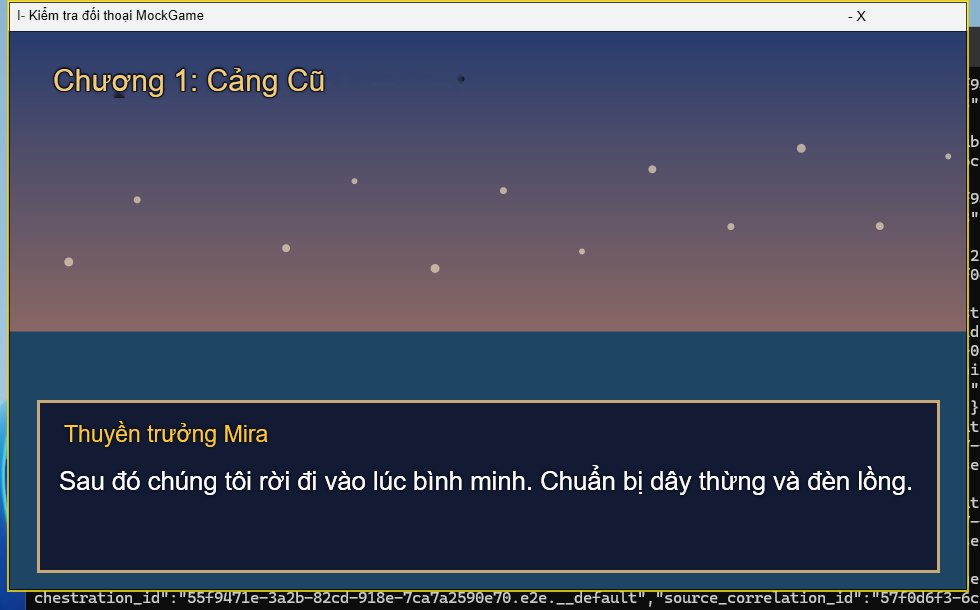 I- Kiểm tra đối thoại MockGame
- X
Chương 1: Cảng Cũ
Thuyền trưởng Mira
Sau đó chúng tôi rời đi vào lúc bình minh. Chuẩn bị dây thừng và đèn lồng.
chestration_id":"55f9471e-3a2b-82cd-918e-7ca7a2590e70.e2e.__default","source_correlation_id":"57f0d6f3-6